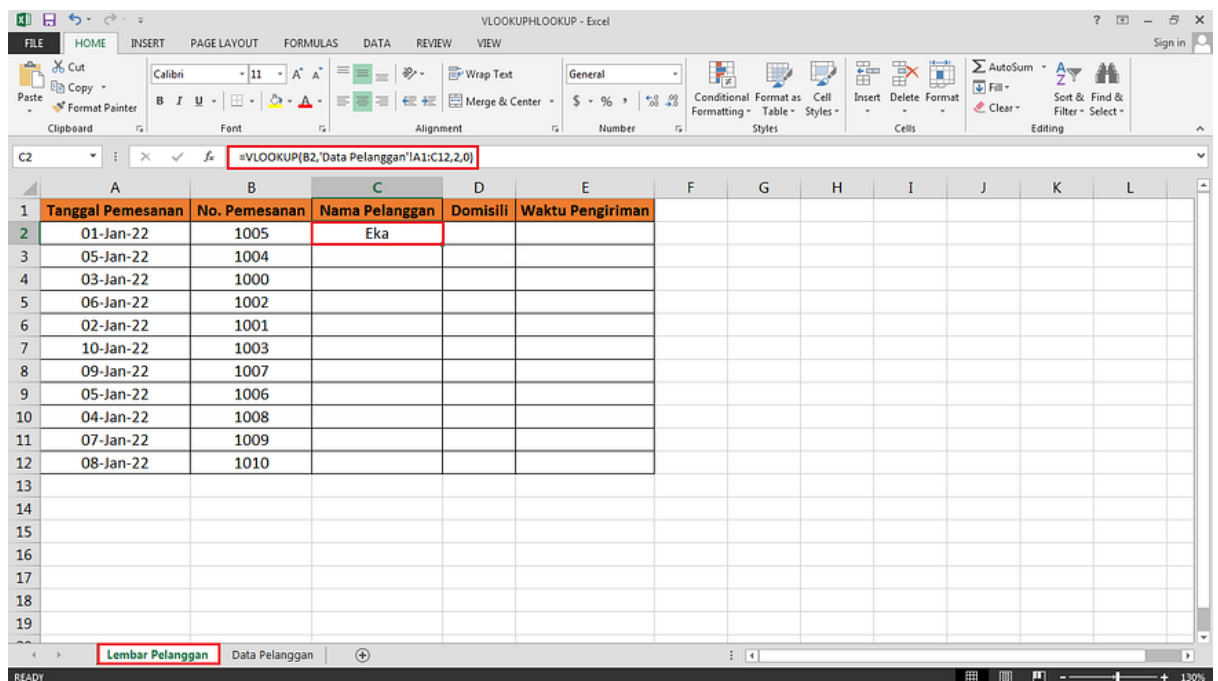 VLOOKUPHLOOKUP - Excel
FILE HOME INSERT PAGE LAYOUT FORMULAS DATA REVIEW VIEW Sign in
Paste
Cut
Copy
Format Painter
Clipboard
Calibri 11
B I U
Font
Wrap Text
Merge & Center
Alignment
General
$ % ,
Number
Conditional Formatting
Format as Table
Cell Styles
Styles
Insert Delete Format
Cells
AutoSum
Fill
Clear
Sort & Filter
Find & Select
Editing
C2 fx =VLOOKUP(B2,'Data Pelanggan'!A1:C12,2,0)
A B C D E F G H I J K L
1 Tanggal Pemesanan No. Pemesanan Nama Pelanggan Domisili Waktu Pengiriman
2 01-Jan-22 1005 Eka
3 05-Jan-22 1004
4 03-Jan-22 1000
5 06-Jan-22 1002
6 02-Jan-22 1001
7 10-Jan-22 1003
8 09-Jan-22 1007
9 05-Jan-22 1006
10 04-Jan-22 1008
11 07-Jan-22 1009
12 08-Jan-22 1010
13
14
15
16
17
18
19
Lembar Pelanggan Data Pelanggan
READY 130%